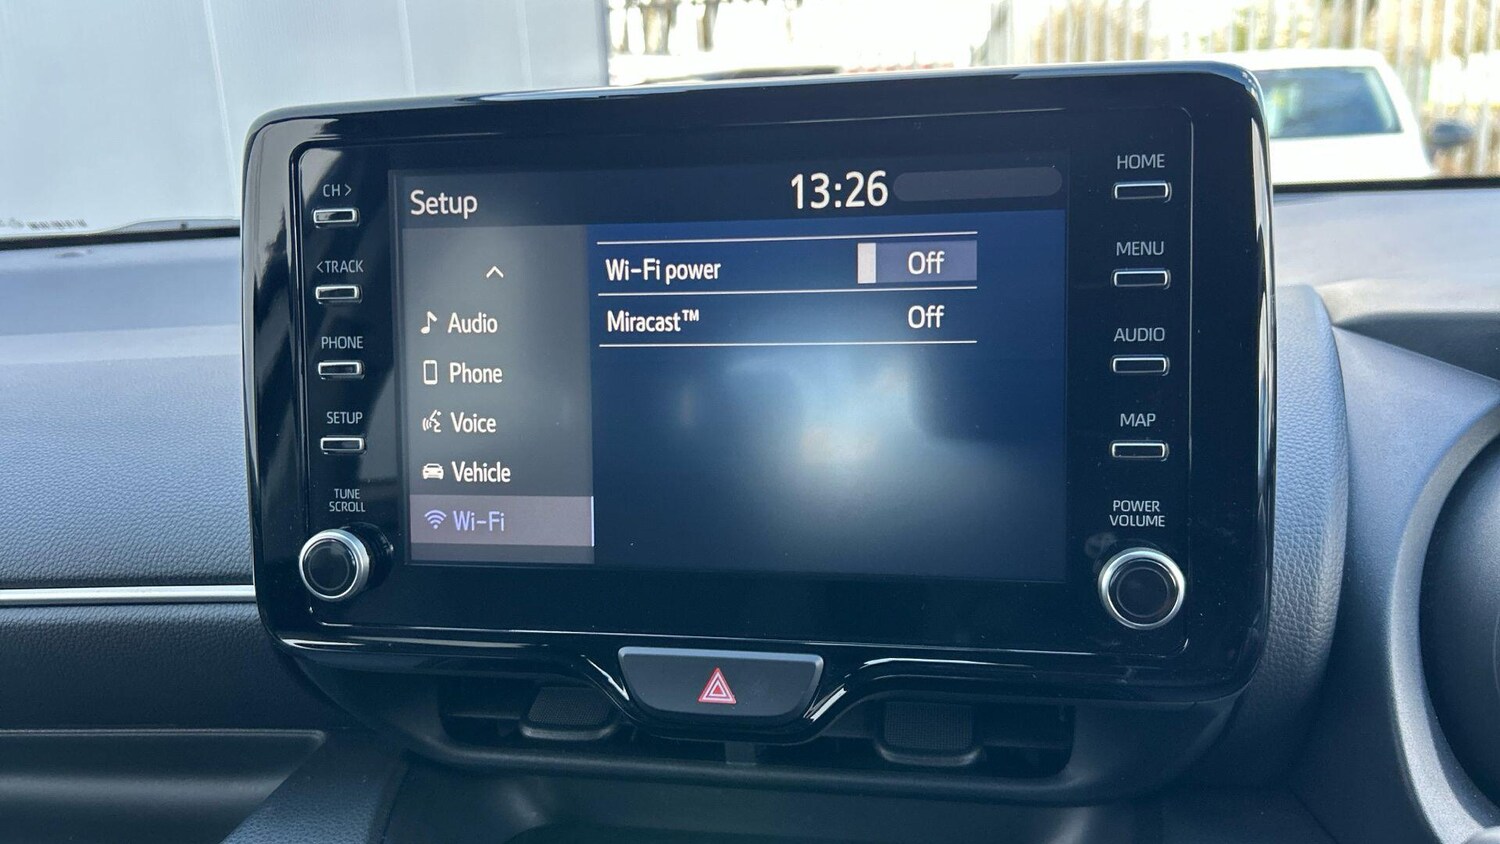 CH >
< TRACK
PHONE
SETUP
TUNE
SCROLL
Setup
13:26
Audio
Phone
Voice
Vehicle
Wi-Fi
Wi-Fi power Off
Miracast™ Off
HOME
MENU
AUDIO
MAP
POWER
VOLUME